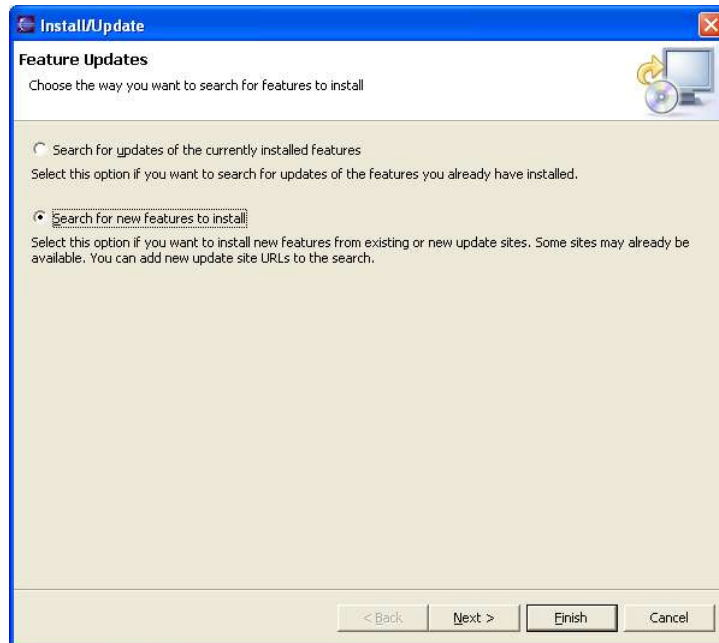 Install/Update
Feature Updates
Choose the way you want to search for features to install
Search for updates of the currently installed features
Select this option if you want to search for updates of the features you already have installed.
Search for new features to install
Select this option if you want to install new features from existing or new update sites. Some sites may already be
available. You can add new update site URLs to the search.
< Back Next > Finish Cancel